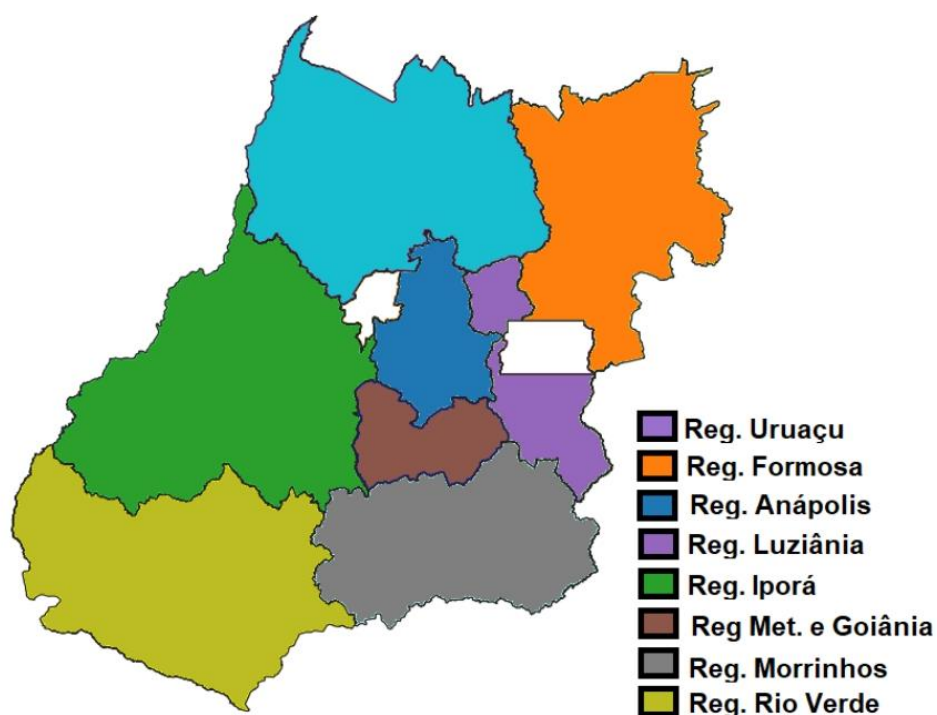 Reg. Uruaçu
Reg. Formosa
Reg. Anápolis
Reg. Luziânia
Reg. Iporá
Reg Met. e Goiânia
Reg. Morrinhos
Reg. Rio Verde